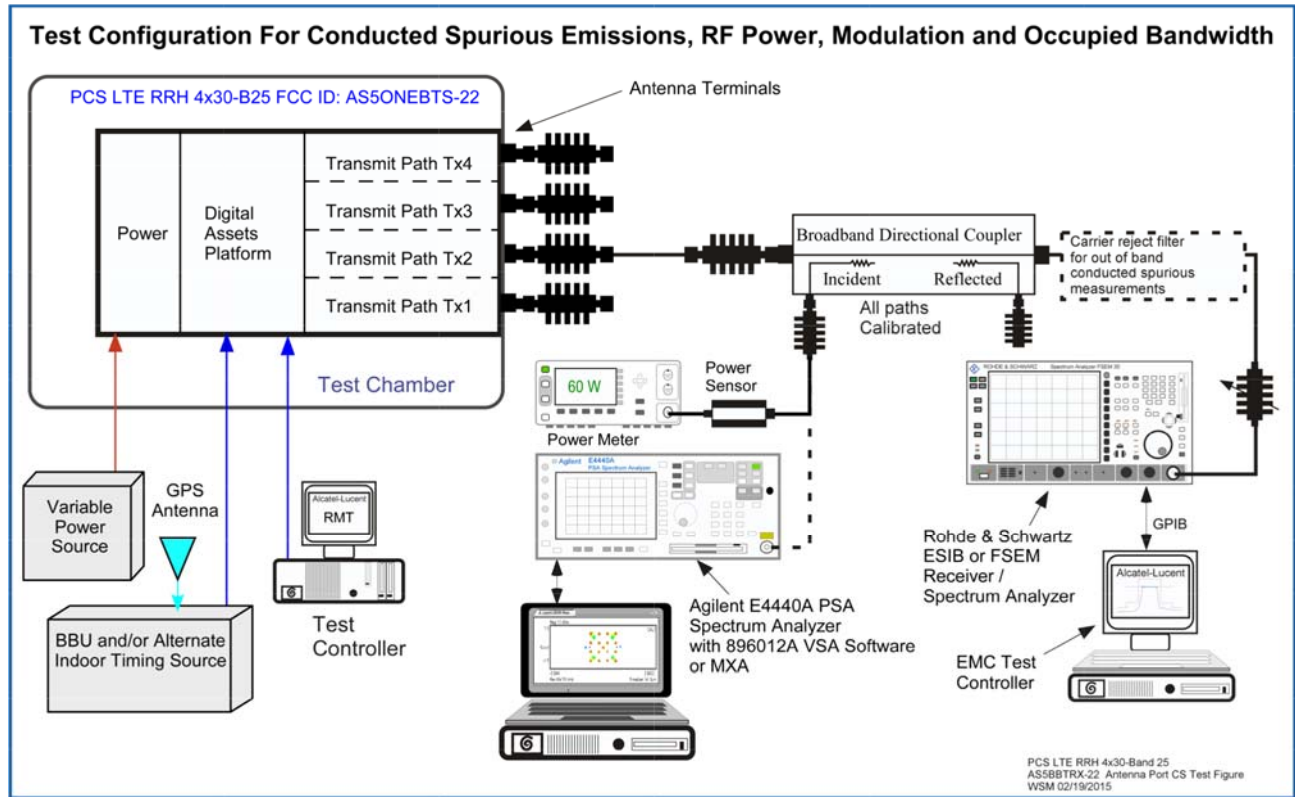 Test Configuration For Conducted Spurious Emissions, RF Power, Modulation and Occupied Bandwidth
PCS LTE RRH 4x30-B25 FCC ID: AS5ONEBTS-22
Antenna Terminals
Power
Digital
Assets
Platform
Transmit Path Tx4
Transmit Path Tx3
Transmit Path Tx2
Transmit Path Tx1
Test Chamber
Broadband Directional Coupler
Incident
Reflected
All paths
Calibrated
Carrier reject filter
for out of band
conducted spurious
measurements
60 W
Power
Sensor
Power Meter
Agilent E4440A
PSA Spectrum Analyzer
ROHDE & SCHWARZ Spectrum Analyzer FSEM 30
Variable
Power
Source
GPS
Antenna
Alcatel-Lucent
RMT
Test
Controller
BBU and/or Alternate
Indoor Timing Source
Agilent E4440A PSA
Spectrum Analyzer
with 896012A VSA Software
or MXA
Rohde & Schwartz
ESIB or FSEM
Receiver /
Spectrum Analyzer
GPIB
Alcatel-Lucent
EMC Test
Controller
PCS LTE RRH 4x30-Band 25
AS5BBTRX-22 Antenna Port CS Test Figure
WSM 02/19/2015